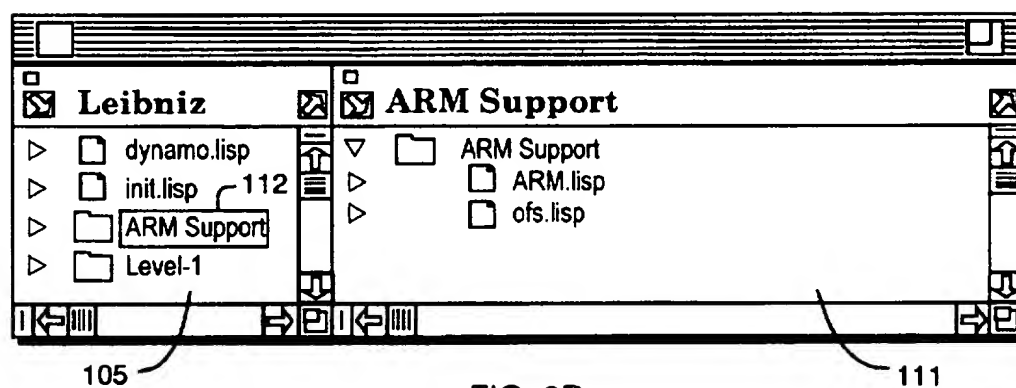 Leibniz
dynamo.lisp
init.lisp
112
ARM Support
Level-1
ARM Support
ARM Support
ARM.lisp
ofs.lisp
105
111